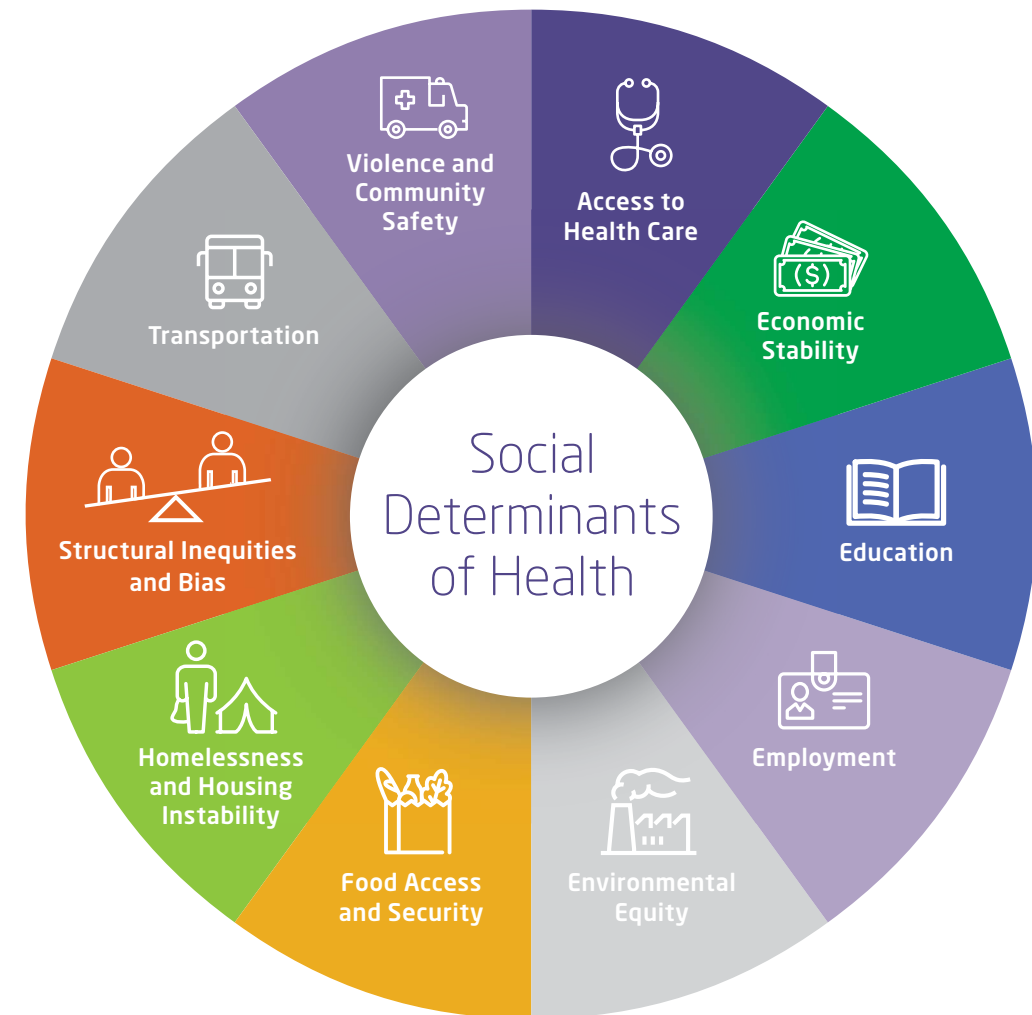 Social
Determinants
of Health
Access to
Health Care
Economic
Stability
Education
Employment
Environmental
Equity
Food Access
and Security
Homelessness
and Housing
Instability
Structural Inequities
and Bias
Transportation
Violence and
Community
Safety
($)